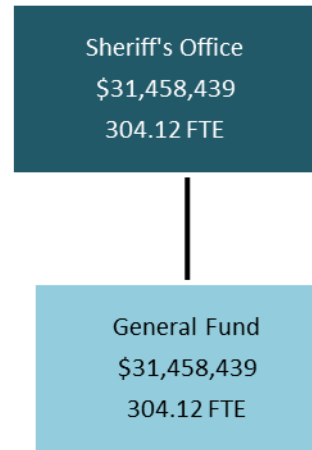 Sheriff's Office
$31,458,439
304.12 FTE
General Fund
$31,458,439
304.12 FTE